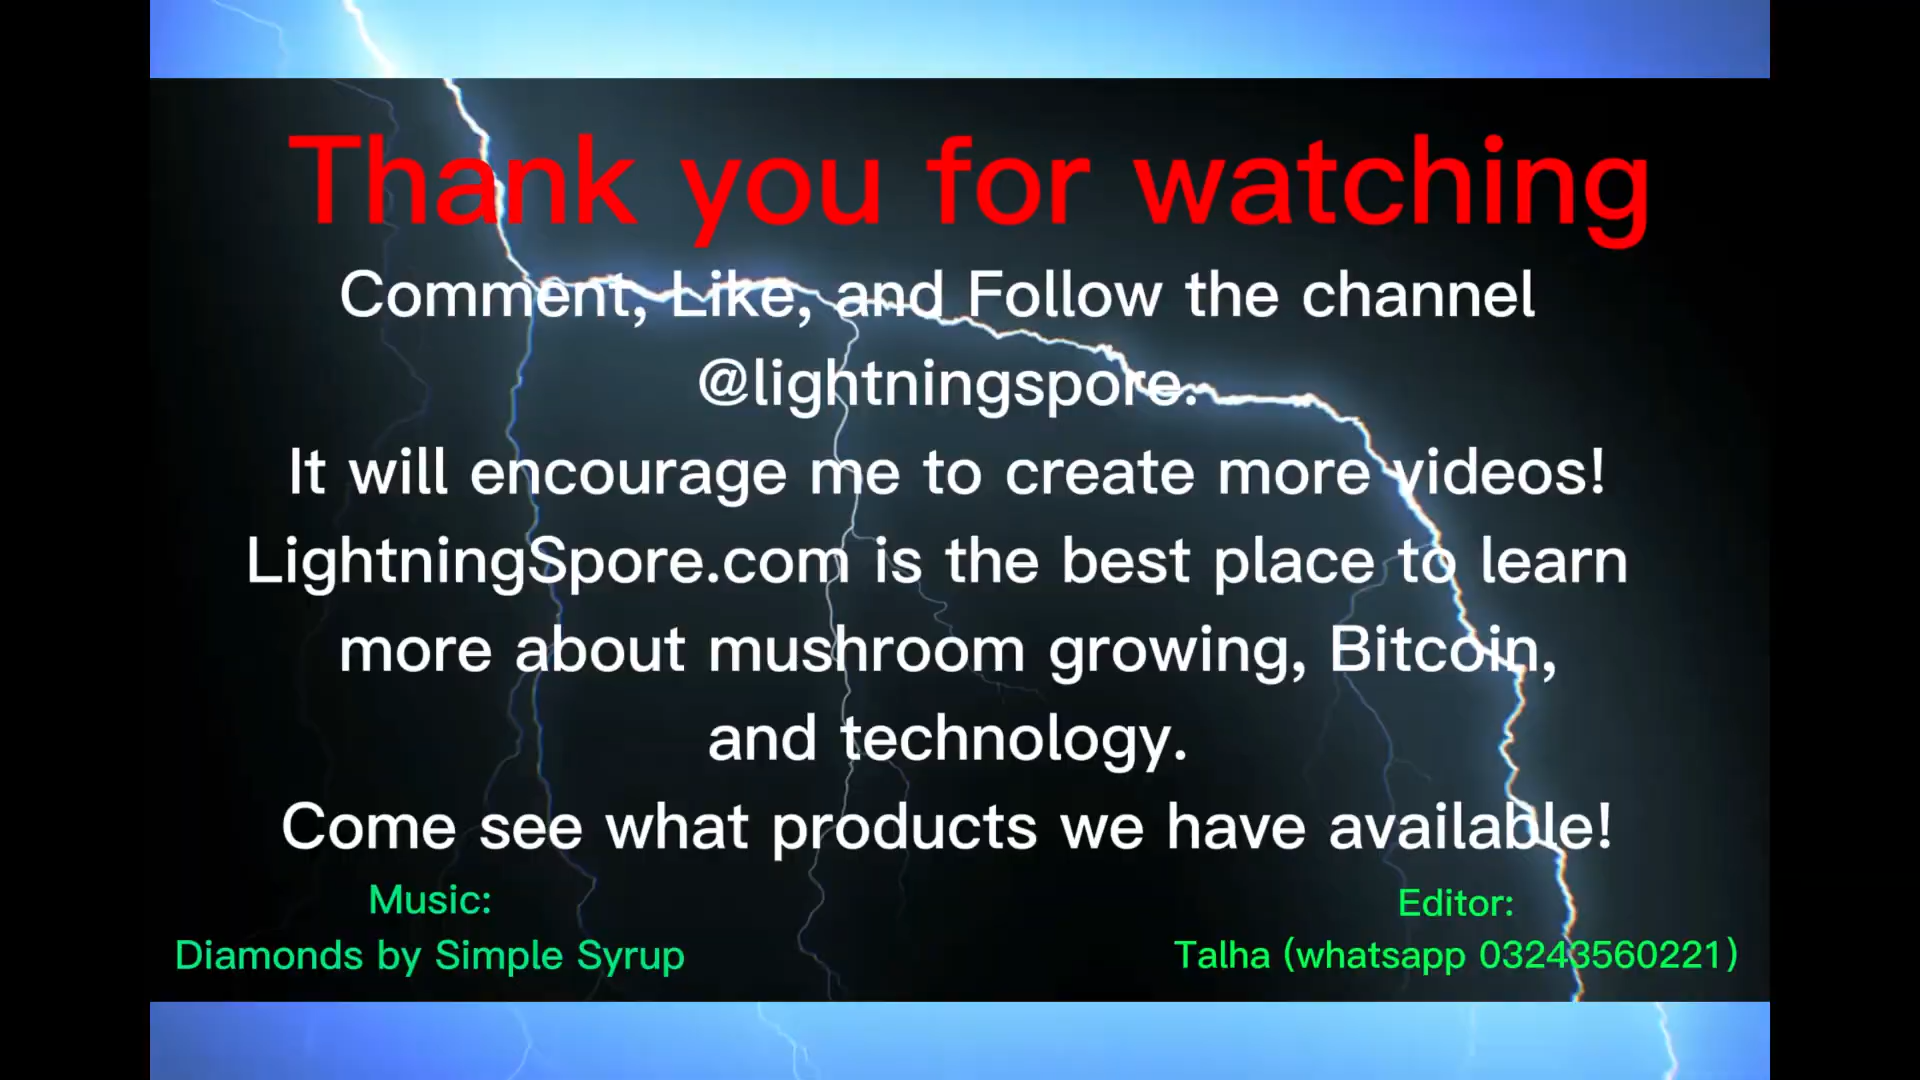 Thank you for watching
Comment, Like, and Follow the channel
@lightningspore.
It will encourage me to create more videos!
LightningSpore.com is the best place to learn
more about mushroom growing, Bitcoin,
and technology.
Come see what products we have available!
Music:
Diamonds by Simple Syrup
Editor:
Talha (whatsapp 03243560221)